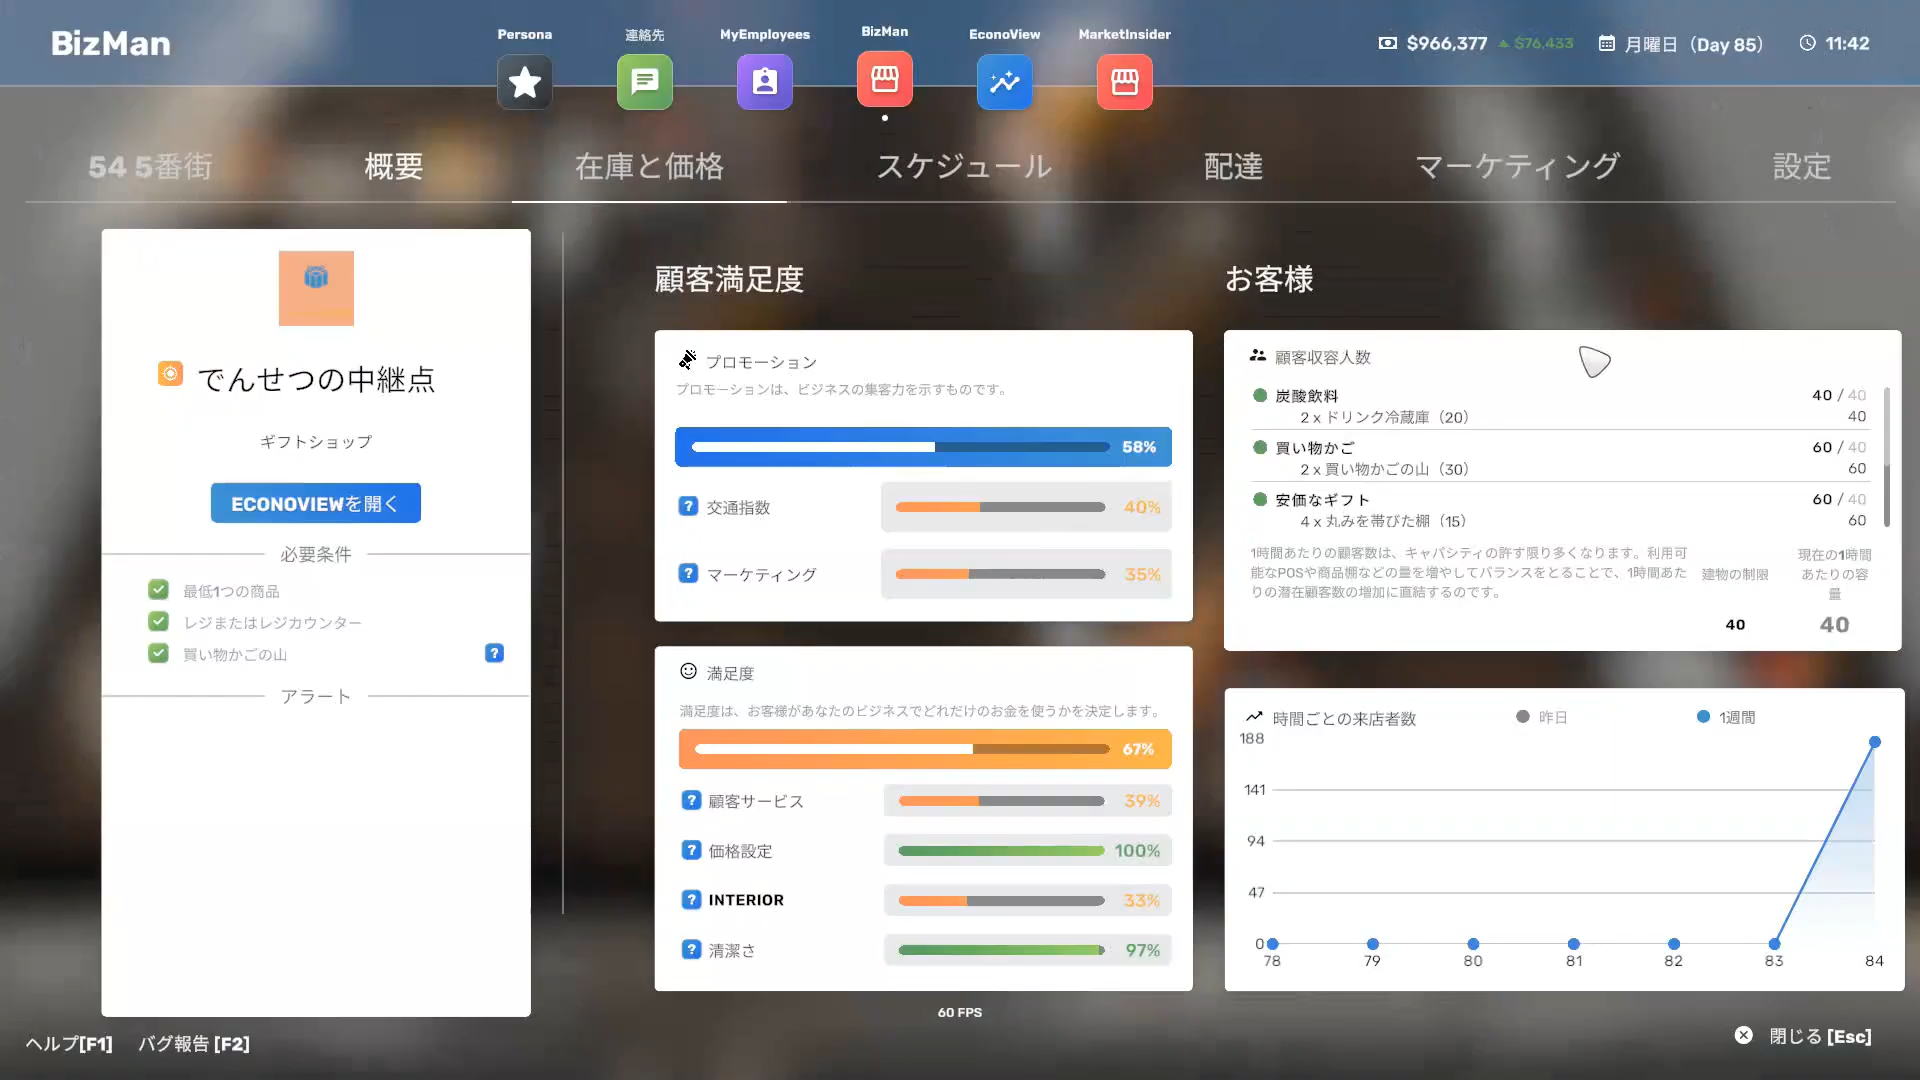 BizMan
Persona
連絡先
MyEmployees
BizMan
EconoView
MarketInsider
$966,377
$76,433
月曜日（Day 85）
11:42
54 5番街
概要
在庫と価格
スケジュール
配達
マーケティング
設定
でんせつの中継点
ギフトショップ
ECONOVIEWを開く
必要条件
最低1つの商品
レジまたはレジカウンター
買い物かごの山
?
アラート
顧客満足度
プロモーション
プロモーションは、ビジネスの集客力を示すものです。
58%
? 交通指数 40%
? マーケティング 35%
満足度
満足度は、お客様があなたのビジネスでどれだけのお金を使うかを決定します。
67%
? 顧客サービス 39%
? 価格設定 100%
? INTERIOR 33%
? 清潔さ 97%
お客様
顧客収容人数
炭酸飲料 40 / 40
2 x ドリンク冷蔵庫（20） 40
買い物かご 60 / 40
2 x 買い物かごの山（30） 60
安価なギフト 60 / 40
4 x 丸みを帯びた棚（15） 60
1時間あたりの顧客数は、キャパシティの許す限り多くなります。利用可
能なPOSや商品棚などの量を増やしてバランスをとることで、1時間あた
りの潜在顧客数の増加に直結するのです。
建物の制限
40
現在の1時間
あたりの容
量
40
時間ごとの来店者数
昨日
1週間
188
141
94
47
0
78 79 80 81 82 83 84
60 FPS
ヘルプ[F1]
バグ報告 [F2]
閉じる [Esc]